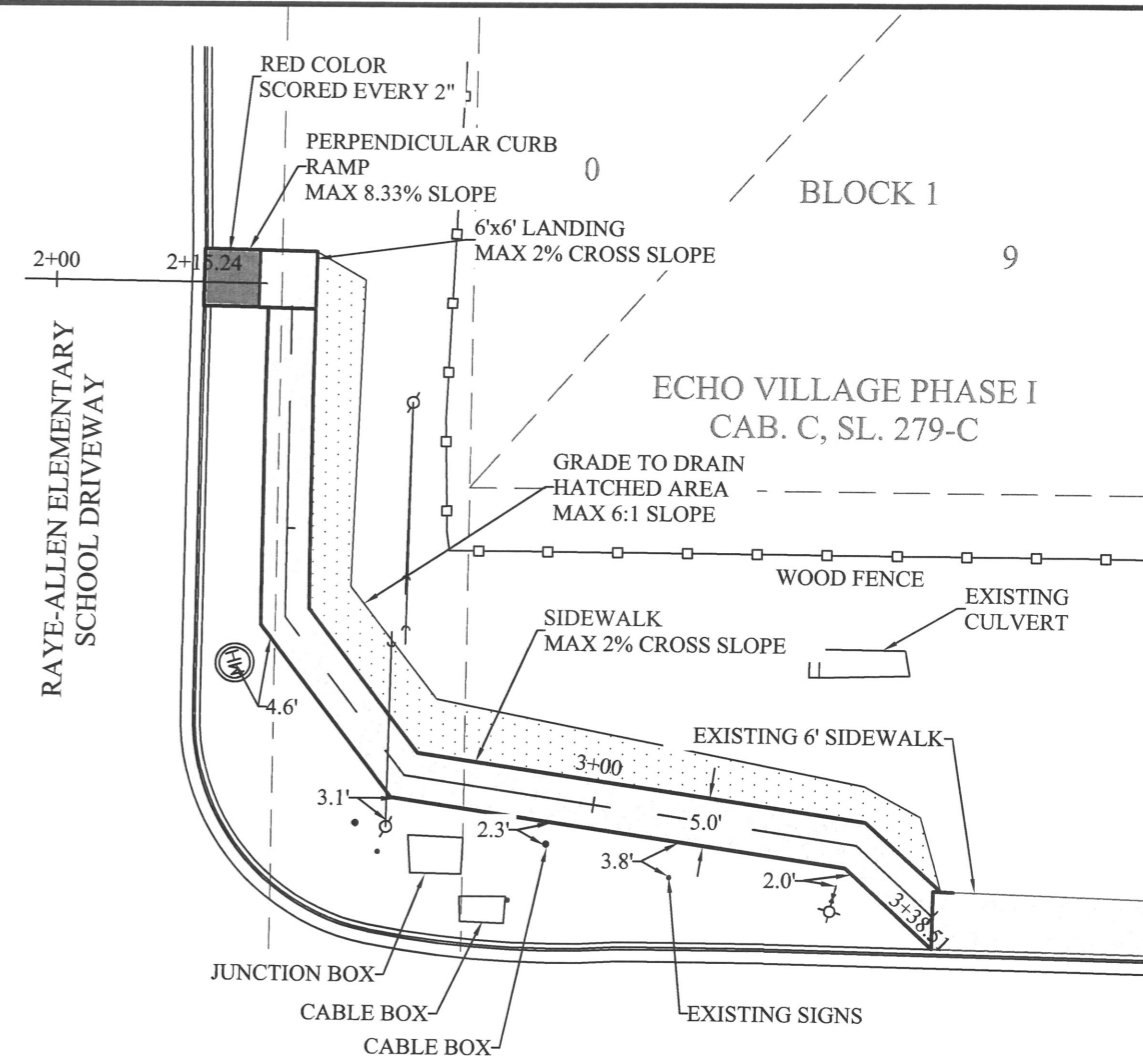 RED COLOR
SCORED EVERY 2"
PERPENDICULAR CURB
RAMP
MAX 8.33% SLOPE
0
BLOCK 1
6'x6' LANDING
MAX 2% CROSS SLOPE
9
2+00
2+15.24
RAYE-ALLEN ELEMENTARY
SCHOOL DRIVEWAY
ECHO VILLAGE PHASE I
CAB. C, SL. 279-C
GRADE TO DRAIN
HATCHED AREA
MAX 6:1 SLOPE
WOOD FENCE
EXISTING
CULVERT
SIDEWALK
MAX 2% CROSS SLOPE
MH
4.6'
EXISTING 6' SIDEWALK
3+00
3.1'
2.3'
5.0'
3.8'
2.0'
3+38.51
JUNCTION BOX
CABLE BOX
CABLE BOX
EXISTING SIGNS